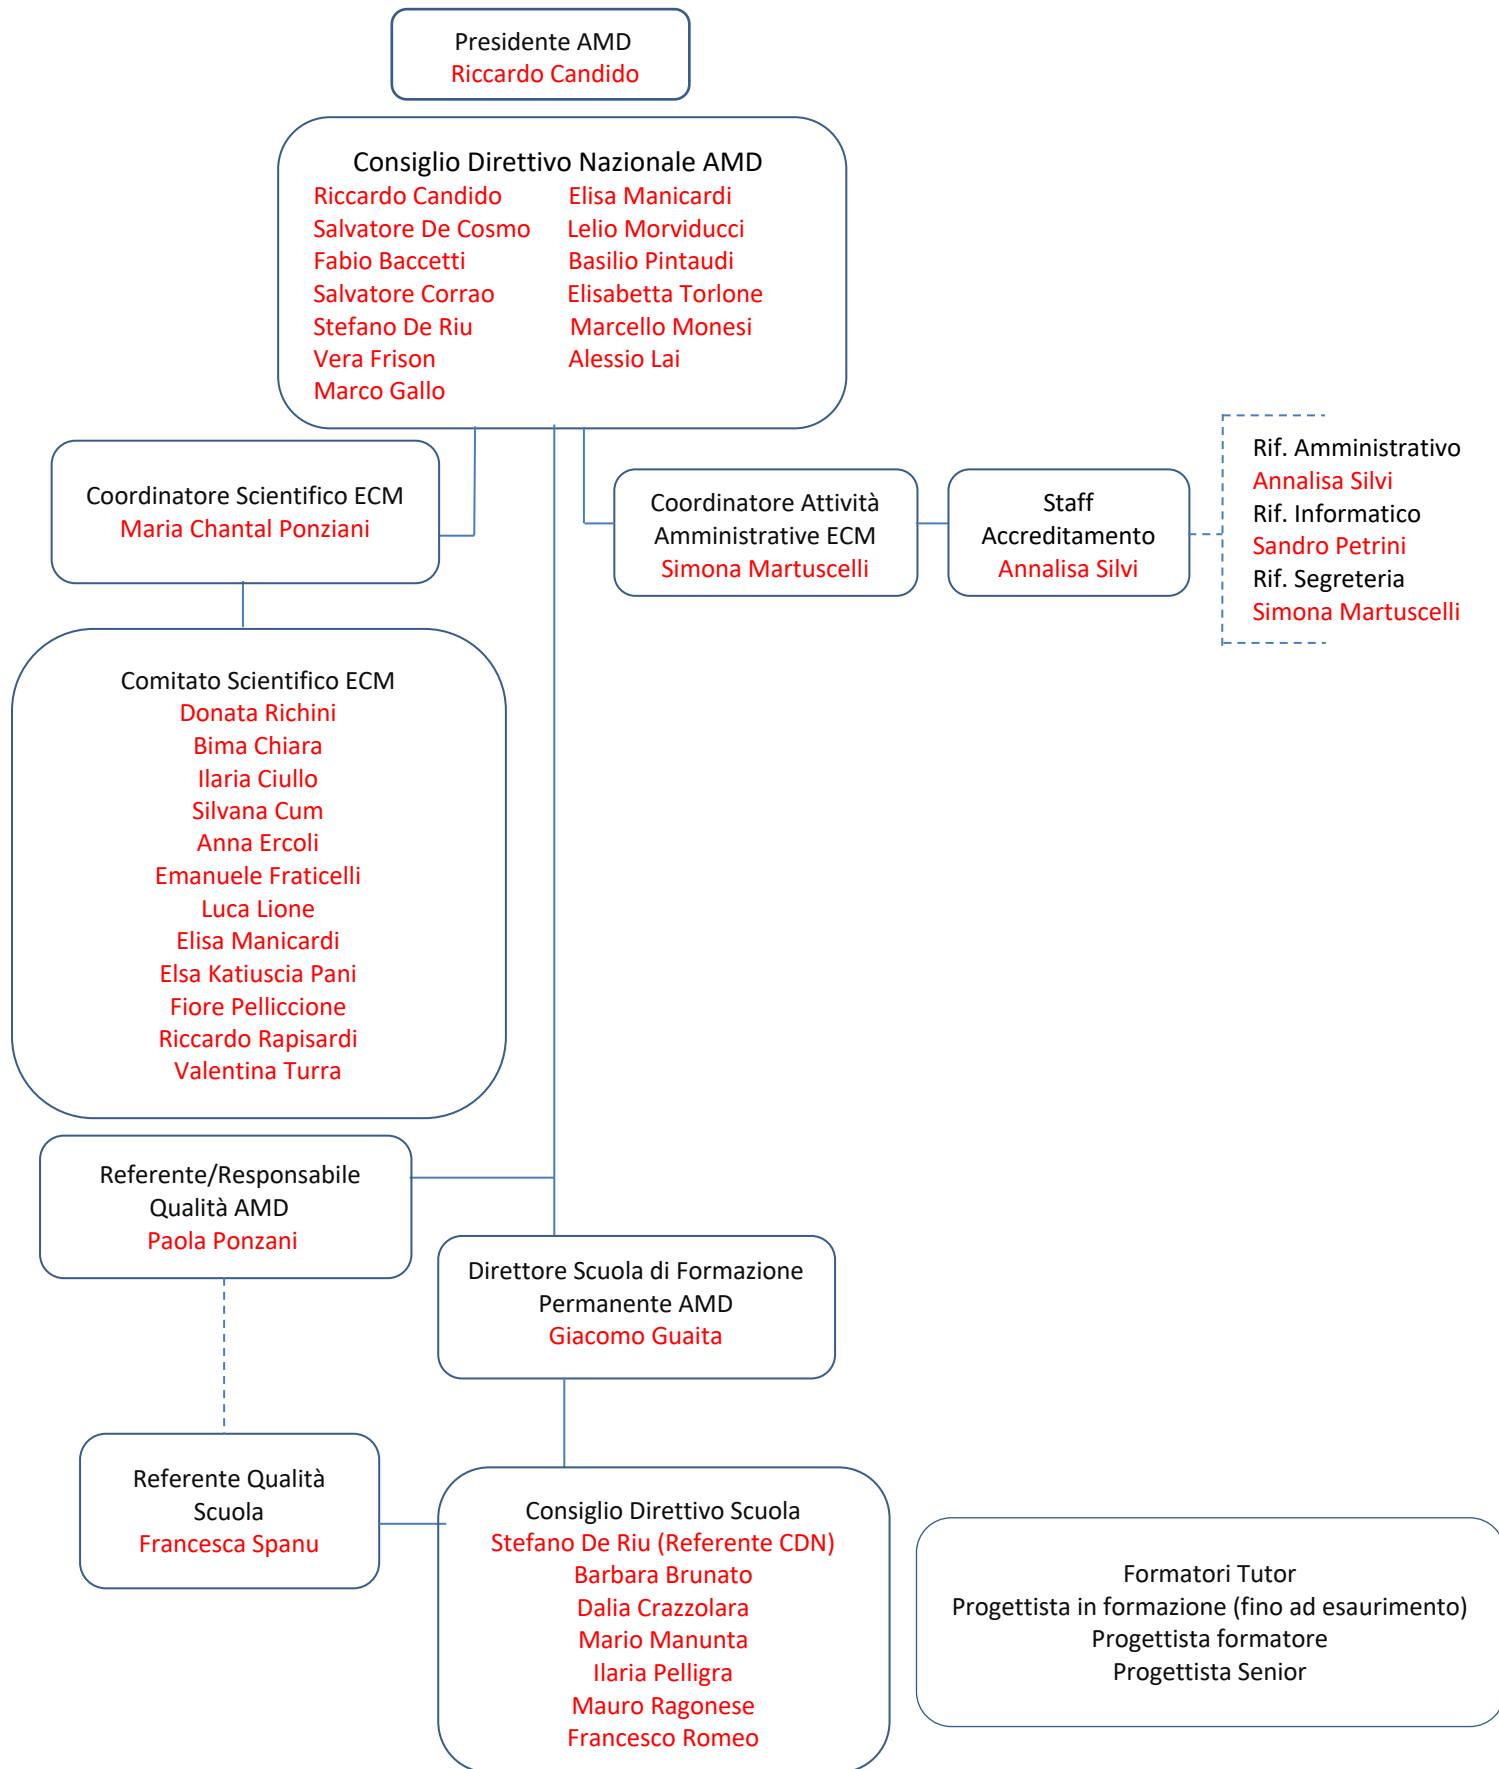 Presidente AMD
Riccardo Candido
Consiglio Direttivo Nazionale AMD
Riccardo Candido Elisa Manicardi
Salvatore De Cosmo Lelio Morviducci
Fabio Baccetti Basilio Pintaudi
Salvatore Corrao Elisabetta Torlone
Stefano De Riu Marcello Monesi
Vera Frison Alessio Lai
Marco Gallo
Coordinatore Scientifico ECM
Maria Chantal Ponziani
Coordinatore Attività
Amministrative ECM
Simona Martuscelli
Staff
Accreditamento
Annalisa Silvi
Rif. Amministrativo
Annalisa Silvi
Rif. Informatico
Sandro Petrini
Rif. Segreteria
Simona Martuscelli
Comitato Scientifico ECM
Donata Richini
Bima Chiara
Ilaria Ciullo
Silvana Cum
Anna Ercoli
Emanuele Fraticelli
Luca Lione
Elisa Manicardi
Elsa Katiuscia Pani
Fiore Pelliccione
Riccardo Rapisardi
Valentina Turra
Referente/Responsabile
Qualità AMD
Paola Ponzani
Direttore Scuola di Formazione
Permanente AMD
Giacomo Guaita
Referente Qualità
Scuola
Francesca Spanu
Consiglio Direttivo Scuola
Stefano De Riu (Referente CDN)
Barbara Brunato
Dalia Crazzolara
Mario Manunta
Ilaria Pelligra
Mauro Ragonese
Francesco Romeo
Formatori Tutor
Progettista in formazione (fino ad esaurimento)
Progettista formatore
Progettista Senior